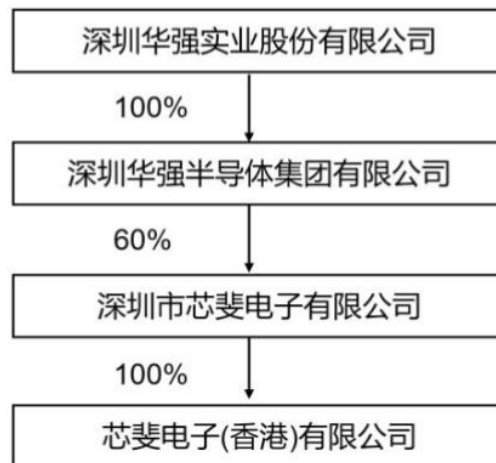 深圳华强实业股份有限公司
100%
深圳华强半导体集团有限公司
60%
深圳市芯斐电子有限公司
100%
芯斐电子(香港)有限公司